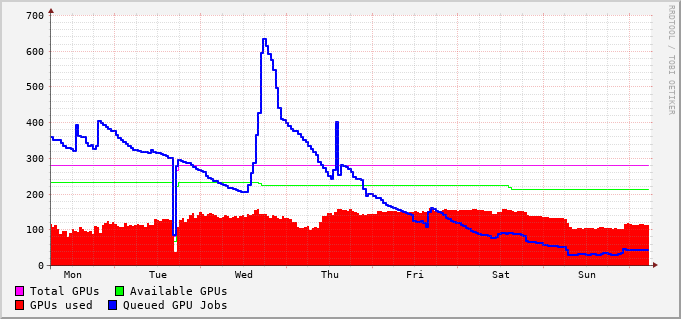 700
600
500
400
300
200
100
0
Mon Tue Wed Thu Fri Sat Sun
RRDTOOL / TOBI OETIKER
Total GPUs Available GPUs
GPUs used Queued GPU Jobs